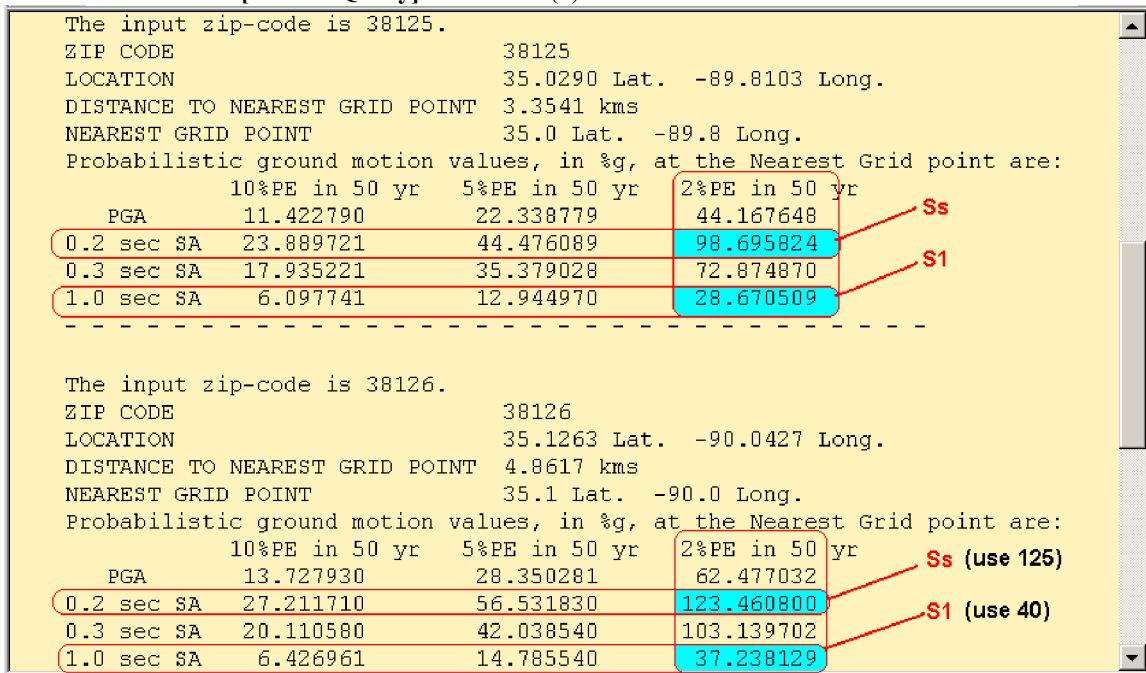 The input zip-code is 38125.
ZIP CODE 38125
LOCATION 35.0290 Lat. -89.8103 Long.
DISTANCE TO NEAREST GRID POINT 3.3541 kms
NEAREST GRID POINT 35.0 Lat. -89.8 Long.
Probabilistic ground motion values, in %g, at the Nearest Grid point are:
10%PE in 50 yr 5%PE in 50 yr 2%PE in 50 yr
PGA 11.422790 22.338779 44.167648 Ss
0.2 sec SA 23.889721 44.476089 98.695824
0.3 sec SA 17.935221 35.379028 72.874870 S1
1.0 sec SA 6.097741 12.944970 28.670509
- - - - - - - - - - - - - - - - - - - - - - - - - - - - - - - -
The input zip-code is 38126.
ZIP CODE 38126
LOCATION 35.1263 Lat. -90.0427 Long.
DISTANCE TO NEAREST GRID POINT 4.8617 kms
NEAREST GRID POINT 35.1 Lat. -90.0 Long.
Probabilistic ground motion values, in %g, at the Nearest Grid point are:
10%PE in 50 yr 5%PE in 50 yr 2%PE in 50 yr Ss (use 125)
PGA 13.727930 28.350281 62.477032
0.2 sec SA 27.211710 56.531830 123.460800 S1 (use 40)
0.3 sec SA 20.110580 42.038540 103.139702
1.0 sec SA 6.426961 14.785540 37.238129